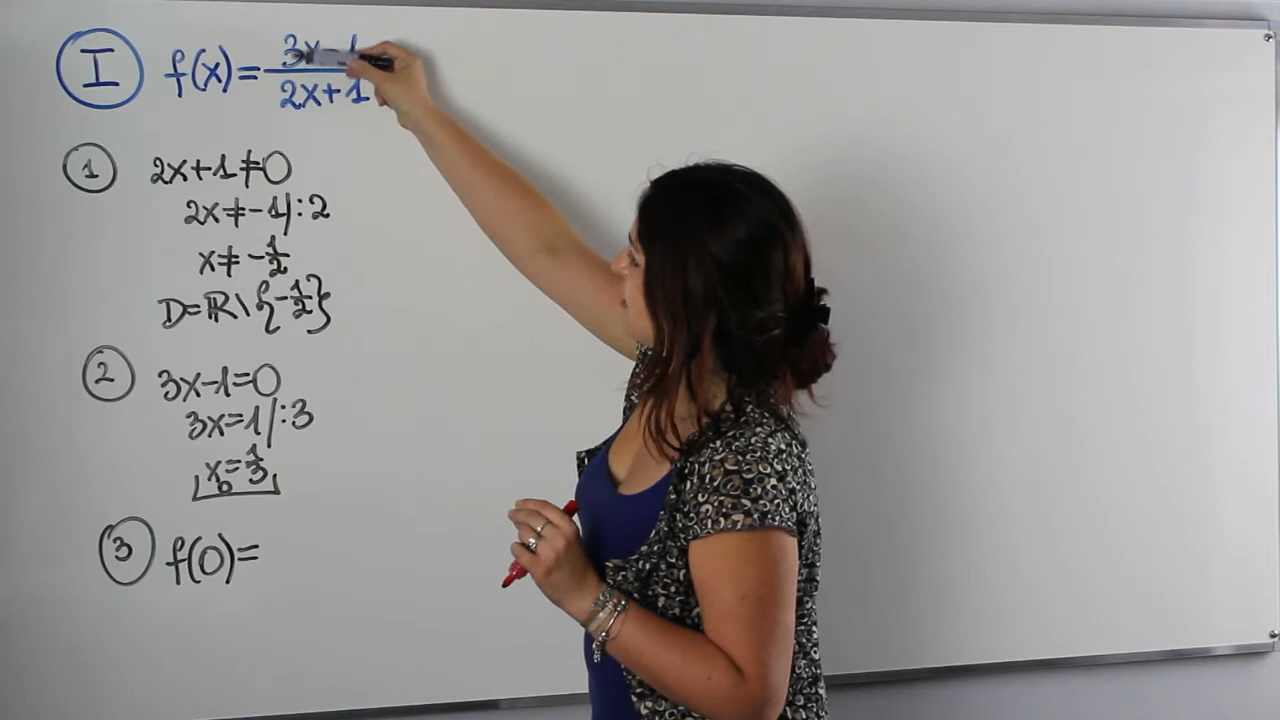 I f(x)=3x-1/2x+1
1 2x+1≠0
2x≠-1/:2
x≠-1/2
D=ℝ\{-1/2}
2 3x-1=0
3x=1/:3
x₀=1/3
3 f(0)=